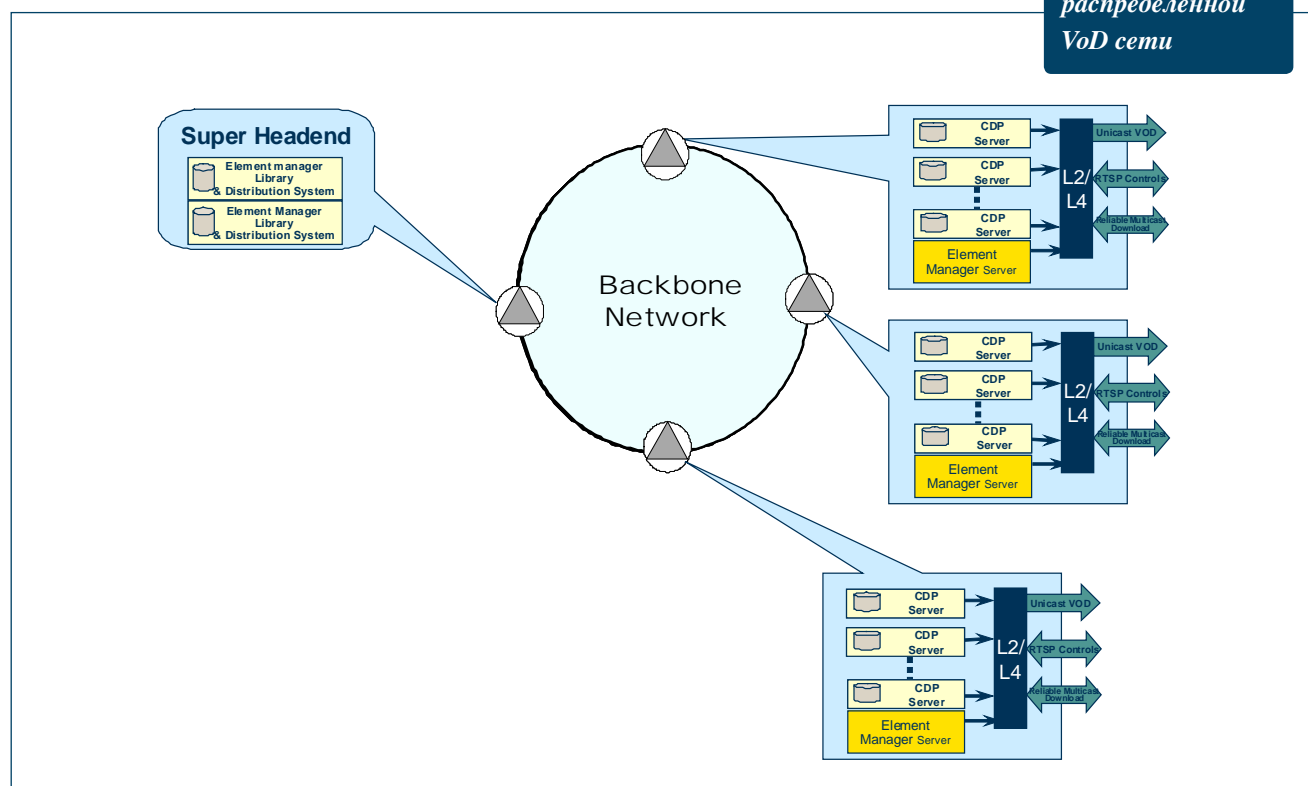 распределенной
VoD сети
Super Headend
Element manager
Library
& Distribution System
Element Manager
Library
& Distribution System
Backbone
Network
CDP
Server
CDP
Server
CDP
Server
Element
Manager Server
L2/
L4
Unicast VOD
RTSP Controls
Reliable Multicast
Download
CDP
Server
CDP
Server
CDP
Server
Element
Manager Server
L2/
L4
Unicast VOD
RTSP Controls
Reliable Multicast
Download
CDP
Server
CDP
Server
CDP
Server
Element
Manager Server
L2/
L4
Unicast VOD
RTSP Controls
Reliable Multicast
Download